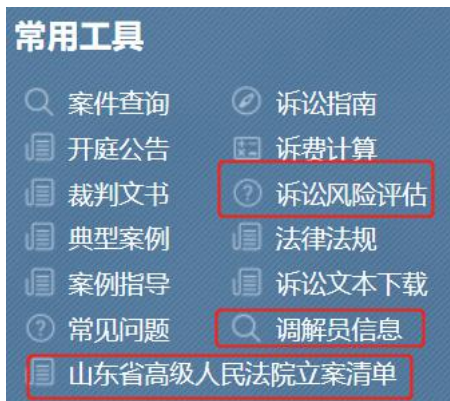 常用工具
案件查询 诉讼指南
开庭公告 诉费计算
裁判文书 诉讼风险评估
典型案例 法律法规
案例指导 诉讼文本下载
常见问题 调解员信息
山东省高级人民法院立案清单